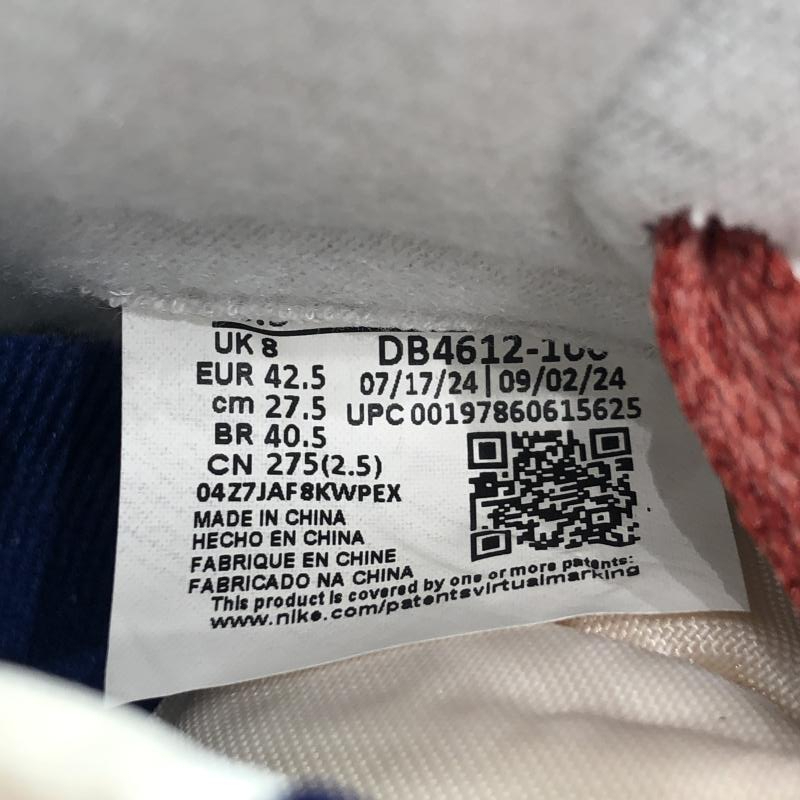 UK 8
EUR 42.5
cm 27.5
BR 40.5
CN 275(2.5)
04Z7JAF8KWPEX
MADE IN CHINA
HECHO EN CHINA
FABRIQUE EN CHINE
FABRICADO NA CHINA
This product is covered by one or more patents:
www.nike.com/patentsvirtualmarking
07/17/24|09/02/24
UPC 00197860615625